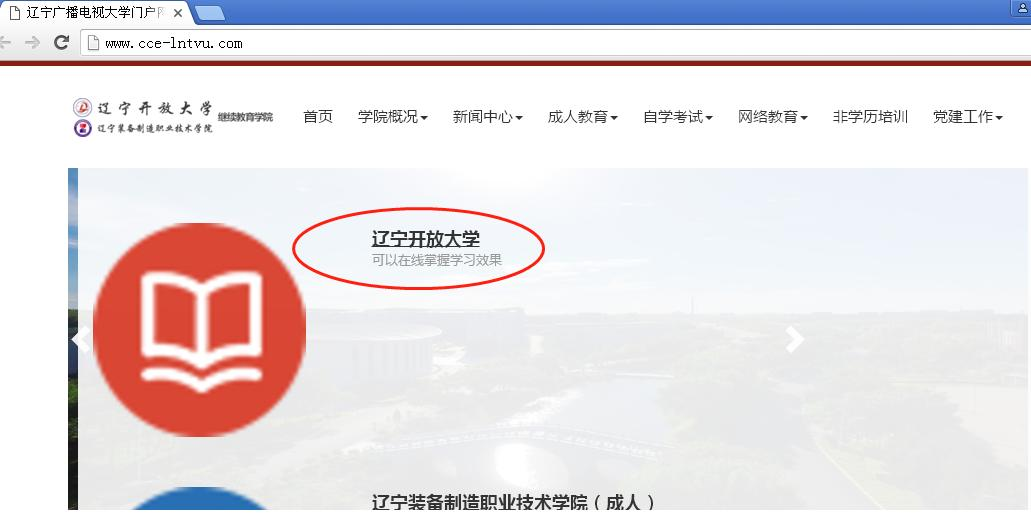 辽宁广播电视大学门户
www.cce-lntvu.com
辽宁开放大学
辽宁装备制造职业技术学院
继续教育学院
首页 学院概况 新闻中心 成人教育 自学考试 网络教育 非学历培训 党建工作
辽宁开放大学
可以在线掌握学习效果
辽宁装备制造职业技术学院（成人）